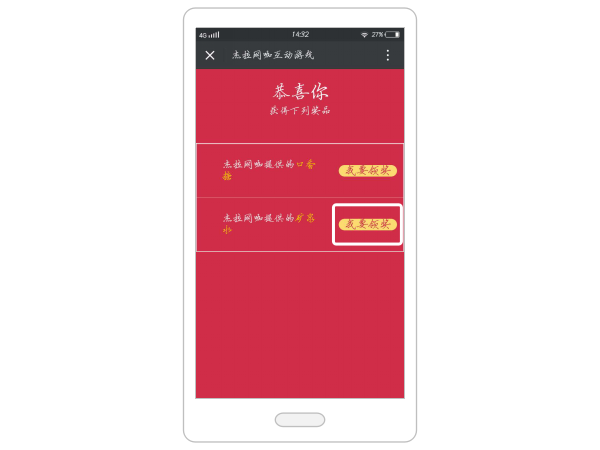 4G 14:32 27%
杰拉网咖互动游戏
恭喜你
获得下列奖品
杰拉网咖提供的口香
糖
我要领奖
杰拉网咖提供的矿泉
水
我要领奖